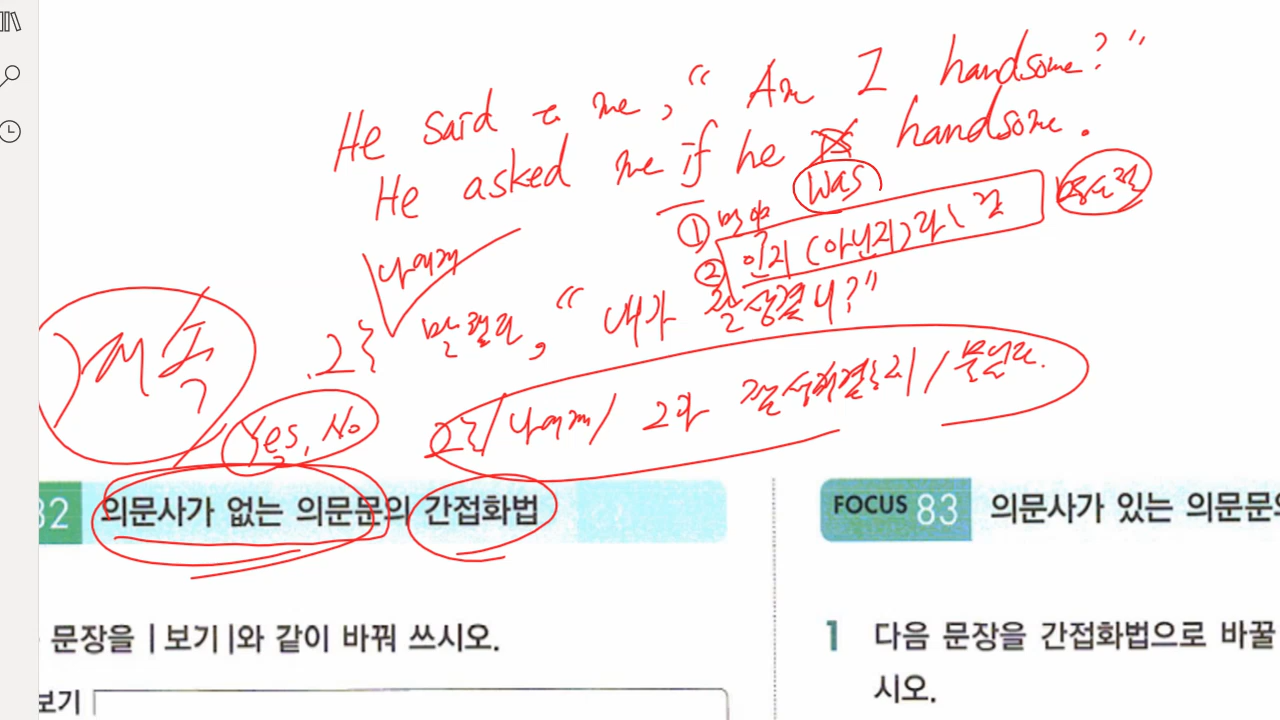 He said to me, “ Am I handsome? ”
He asked me if he is handsome.
was
①
② 인지 (아닌지)라는 것 명사절
나에게
그는 말했다, “ 내가 잘생겼니? ”
Yes, No
그는 / 나에게 / 그가 잘생겼는지 / 물었다.
32 의문사가 없는 의문문의 간접화법
문장을 | 보기 |와 같이 바꿔 쓰시오.
보기
FOCUS 83 의문사가 있는 의문문의
1 다음 문장을 간접화법으로 바꿀
시오.